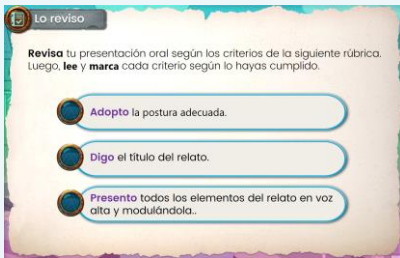 Lo reviso
Revisa tu presentación oral según los criterios de la siguiente rúbrica.
Luego, lee y marca cada criterio según lo hayas cumplido.
Adopto la postura adecuada.
Digo el título del relato.
Presento todos los elementos del relato en voz
alta y modulándola..